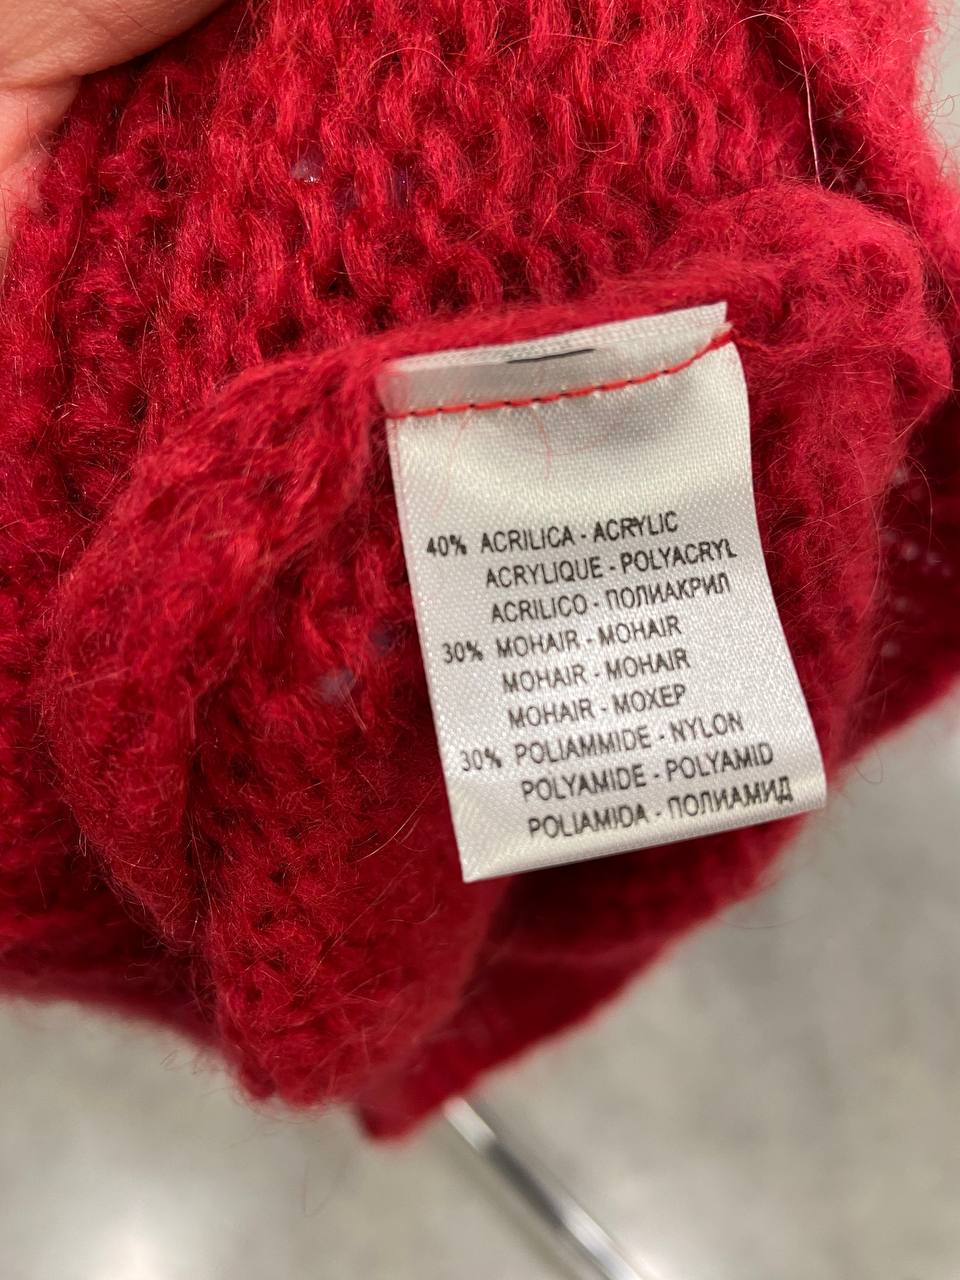 40% ACRILICA - ACRYLIC
ACRYLIQUE - POLYACRYL
ACRILICO - ПОЛИАКРИЛ
30% MOHAIR - MOHAIR
MOHAIR - MOHAIR
MOHAIR - МОХЕР
30% POLIAMMIDE - NYLON
POLYAMIDE - POLYAMID
POLIAMIDA - ПОЛИАМИД